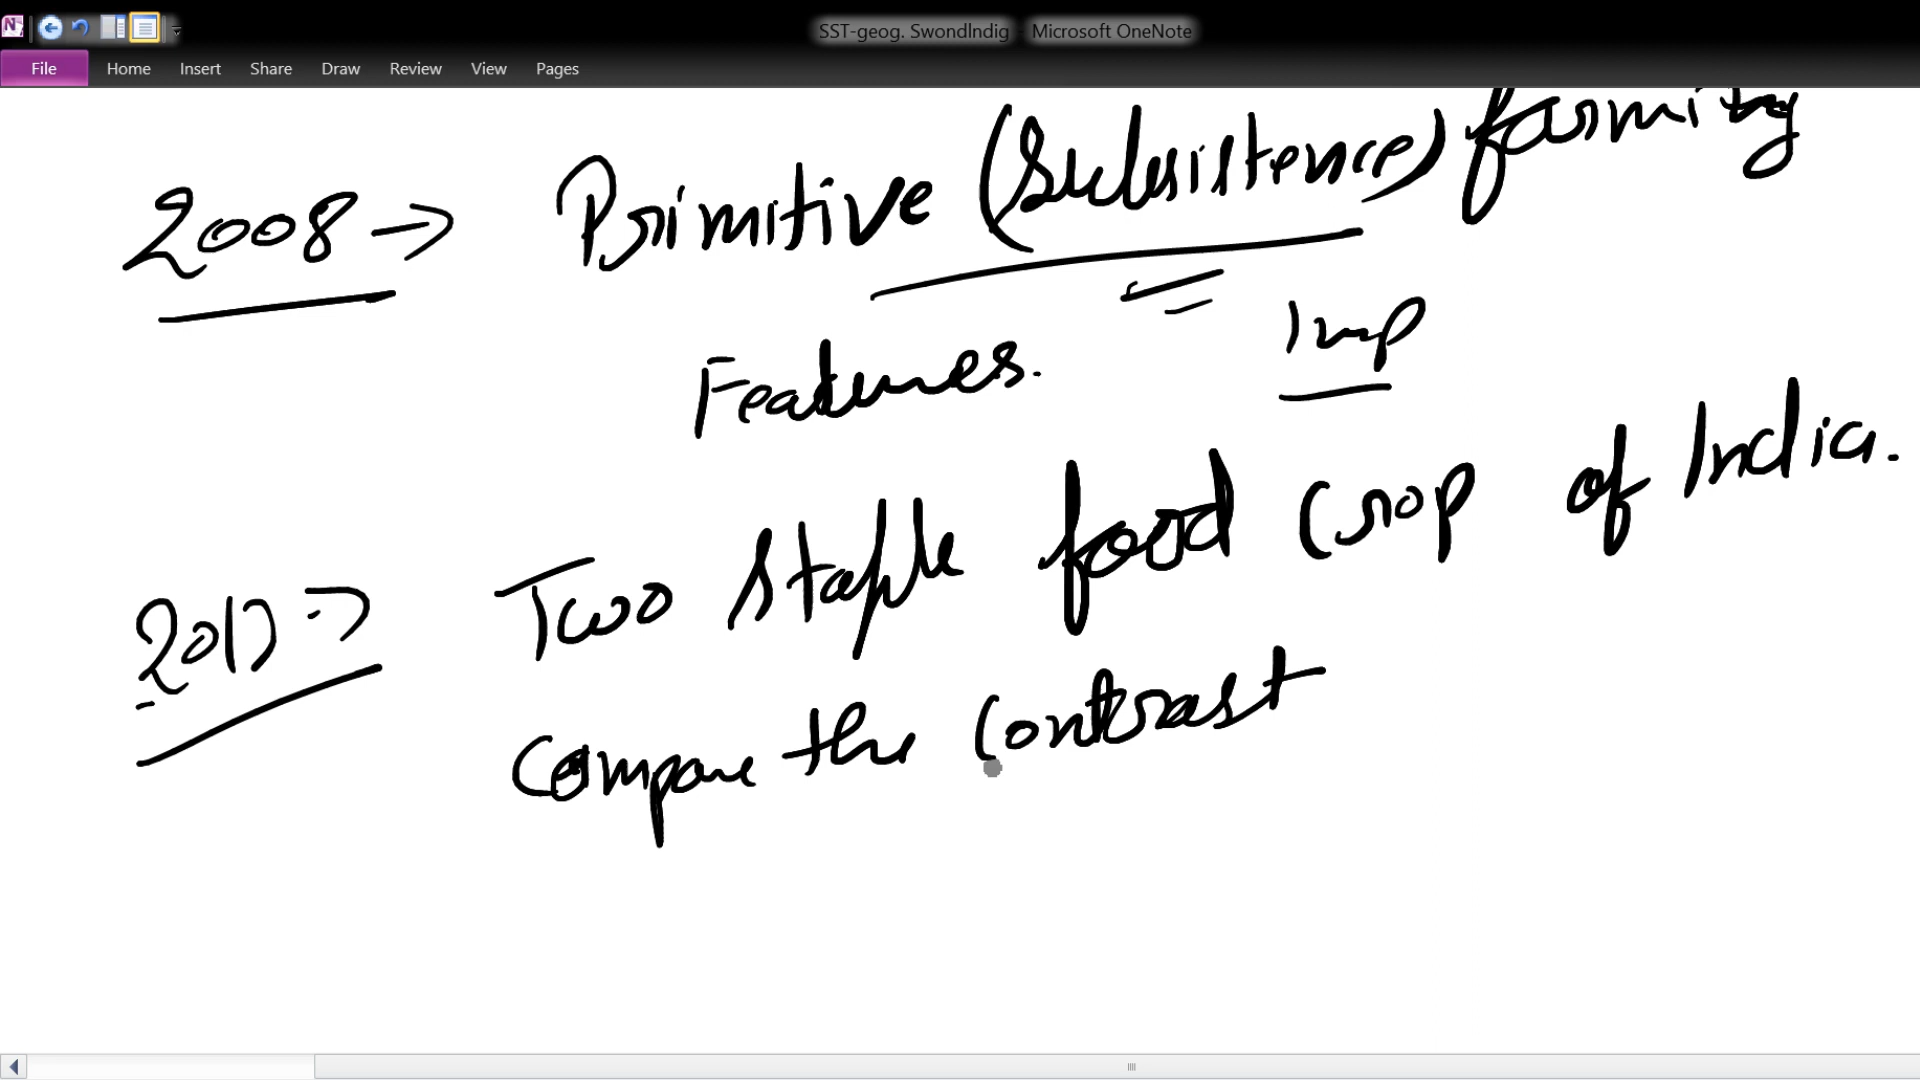 SST-geog. SwondIndig - Microsoft OneNote
File Home Insert Share Draw Review View Pages
2008 → Primitive (Subsistence) farming
Features. Imp
Two staple food crop of India.
Compare the contrast